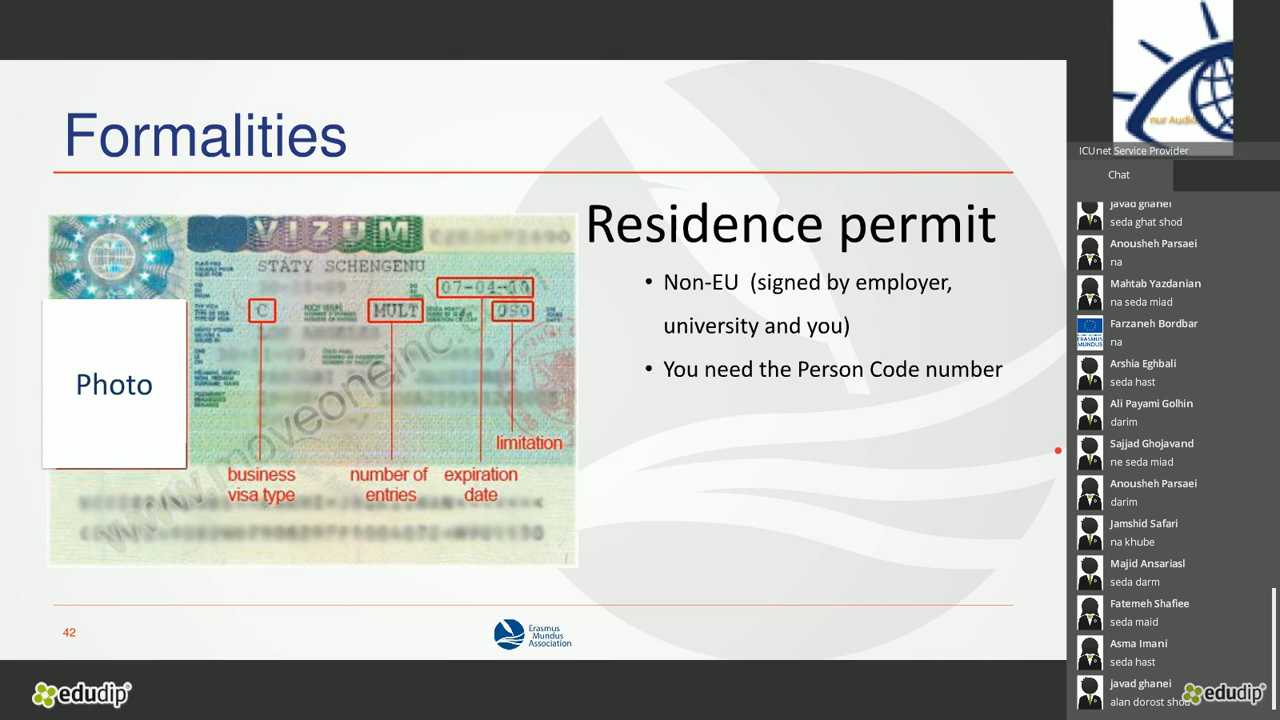 Formalities
VIZUM
STÁTY SCHENGENU
07-04-10
C
MULT
090
Photo
limitation
business
visa type
number of
entries
expiration
date
Residence permit
• Non-EU (signed by employer,
university and you)
• You need the Person Code number
42
Erasmus
Mundus
Association
edudip
nur Audio
ICUnet Service Provider
Chat
javad ghanei
seda ghat shod
Anousheh Parsaei
na
Mahtab Yazdanian
na seda miad
Farzaneh Bordbar
na
Arshia Eghbali
seda hast
Ali Payami Golhin
darim
Sajjad Ghojavand
ne seda miad
Anousheh Parsaei
darim
Jamshid Safari
na khube
Majid Ansariasl
seda darm
Fatemeh Shafiee
seda maid
Asma Imani
seda hast
javad ghanei
alan dorost shod
edudip